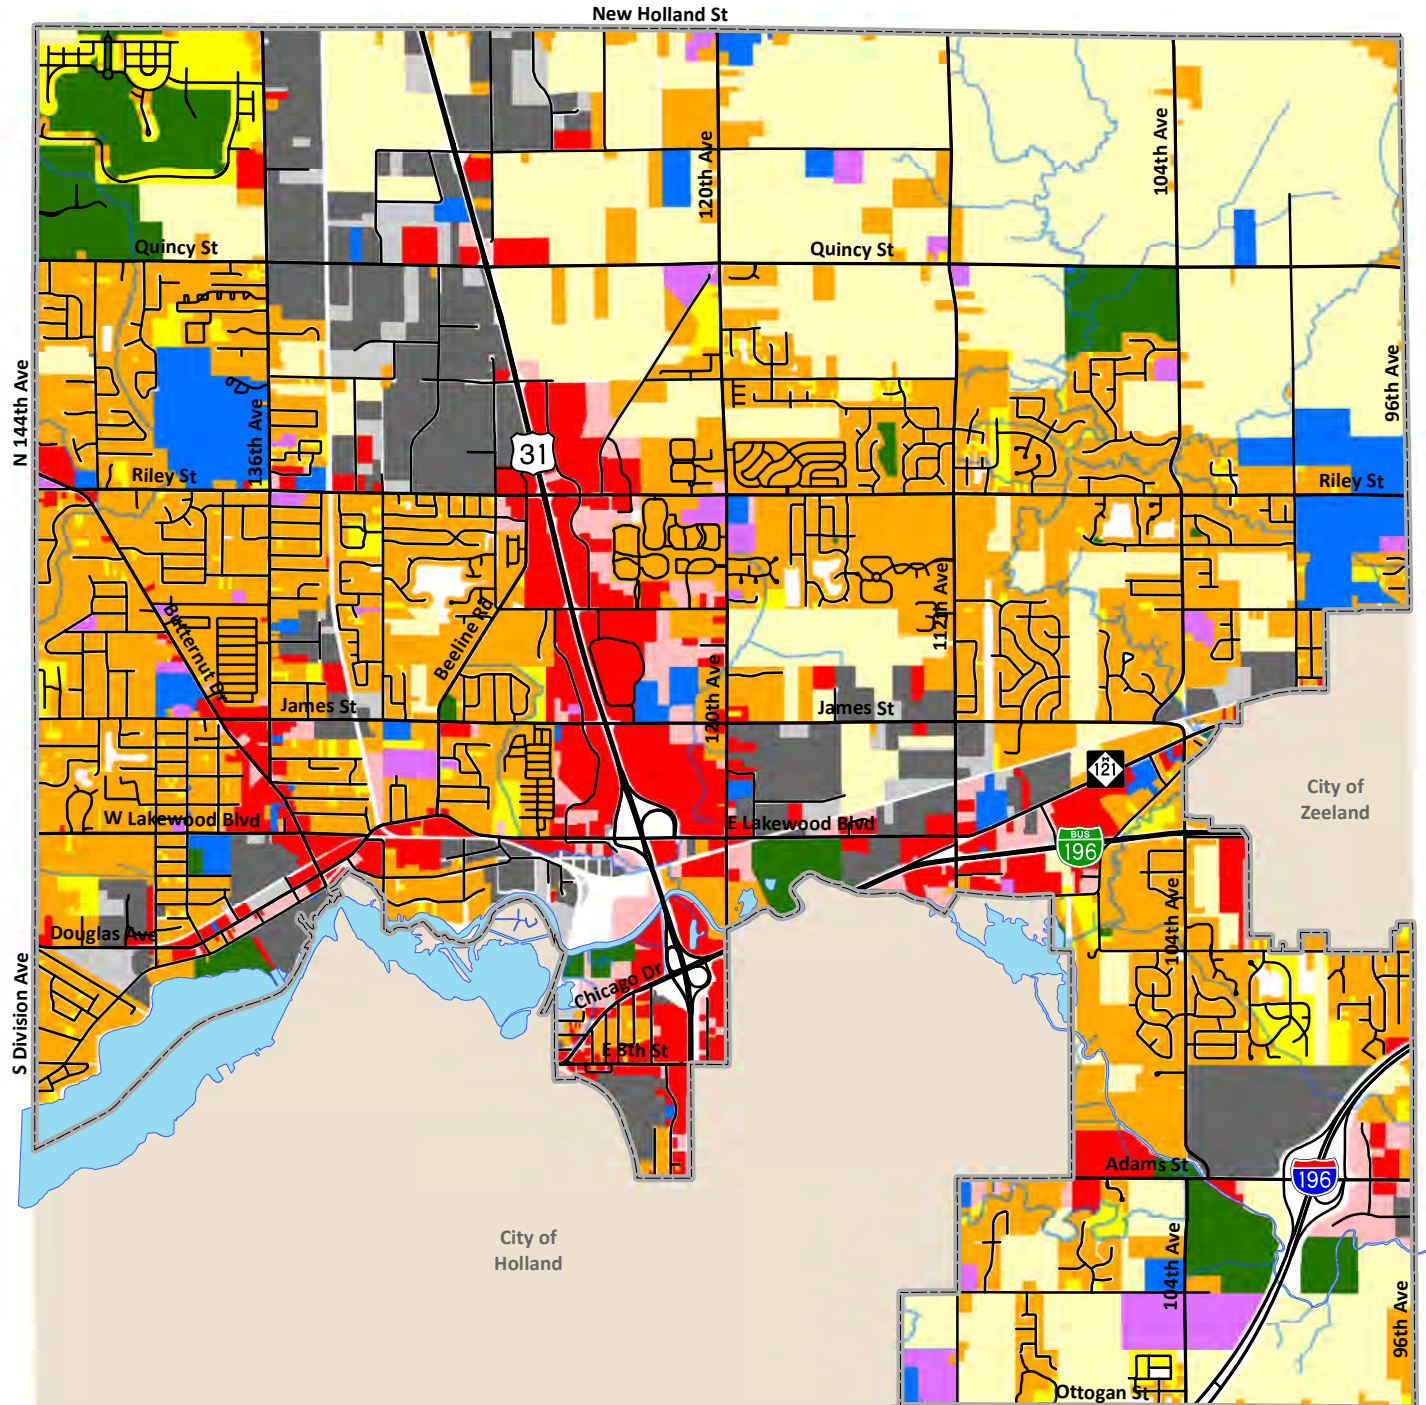 New Holland St
120th Ave
104th Ave
Quincy St
Quincy St
N 144th Ave
96th Ave
136th Ave
31
Riley St
Riley St
112th Ave
Butternut Dr
Beeline Rd
120th Ave
James St
James St
M
121
City of
Zeeland
W Lakewood Blvd
E Lakewood Blvd
BUS
196
104th Ave
Douglas Ave
S Division Ave
Chicago Dr
E 8th St
Adams St
196
City of
Holland
104th Ave
96th Ave
Ottogan St